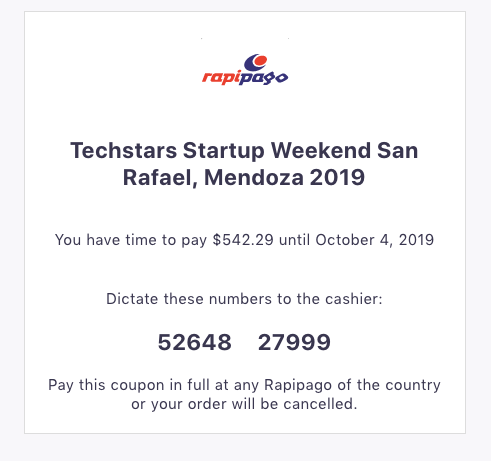 rapipago
Techstars Startup Weekend San
Rafael, Mendoza 2019
You have time to pay $542.29 until October 4, 2019
Dictate these numbers to the cashier:
52648 27999
Pay this coupon in full at any Rapipago of the country
or your order will be cancelled.